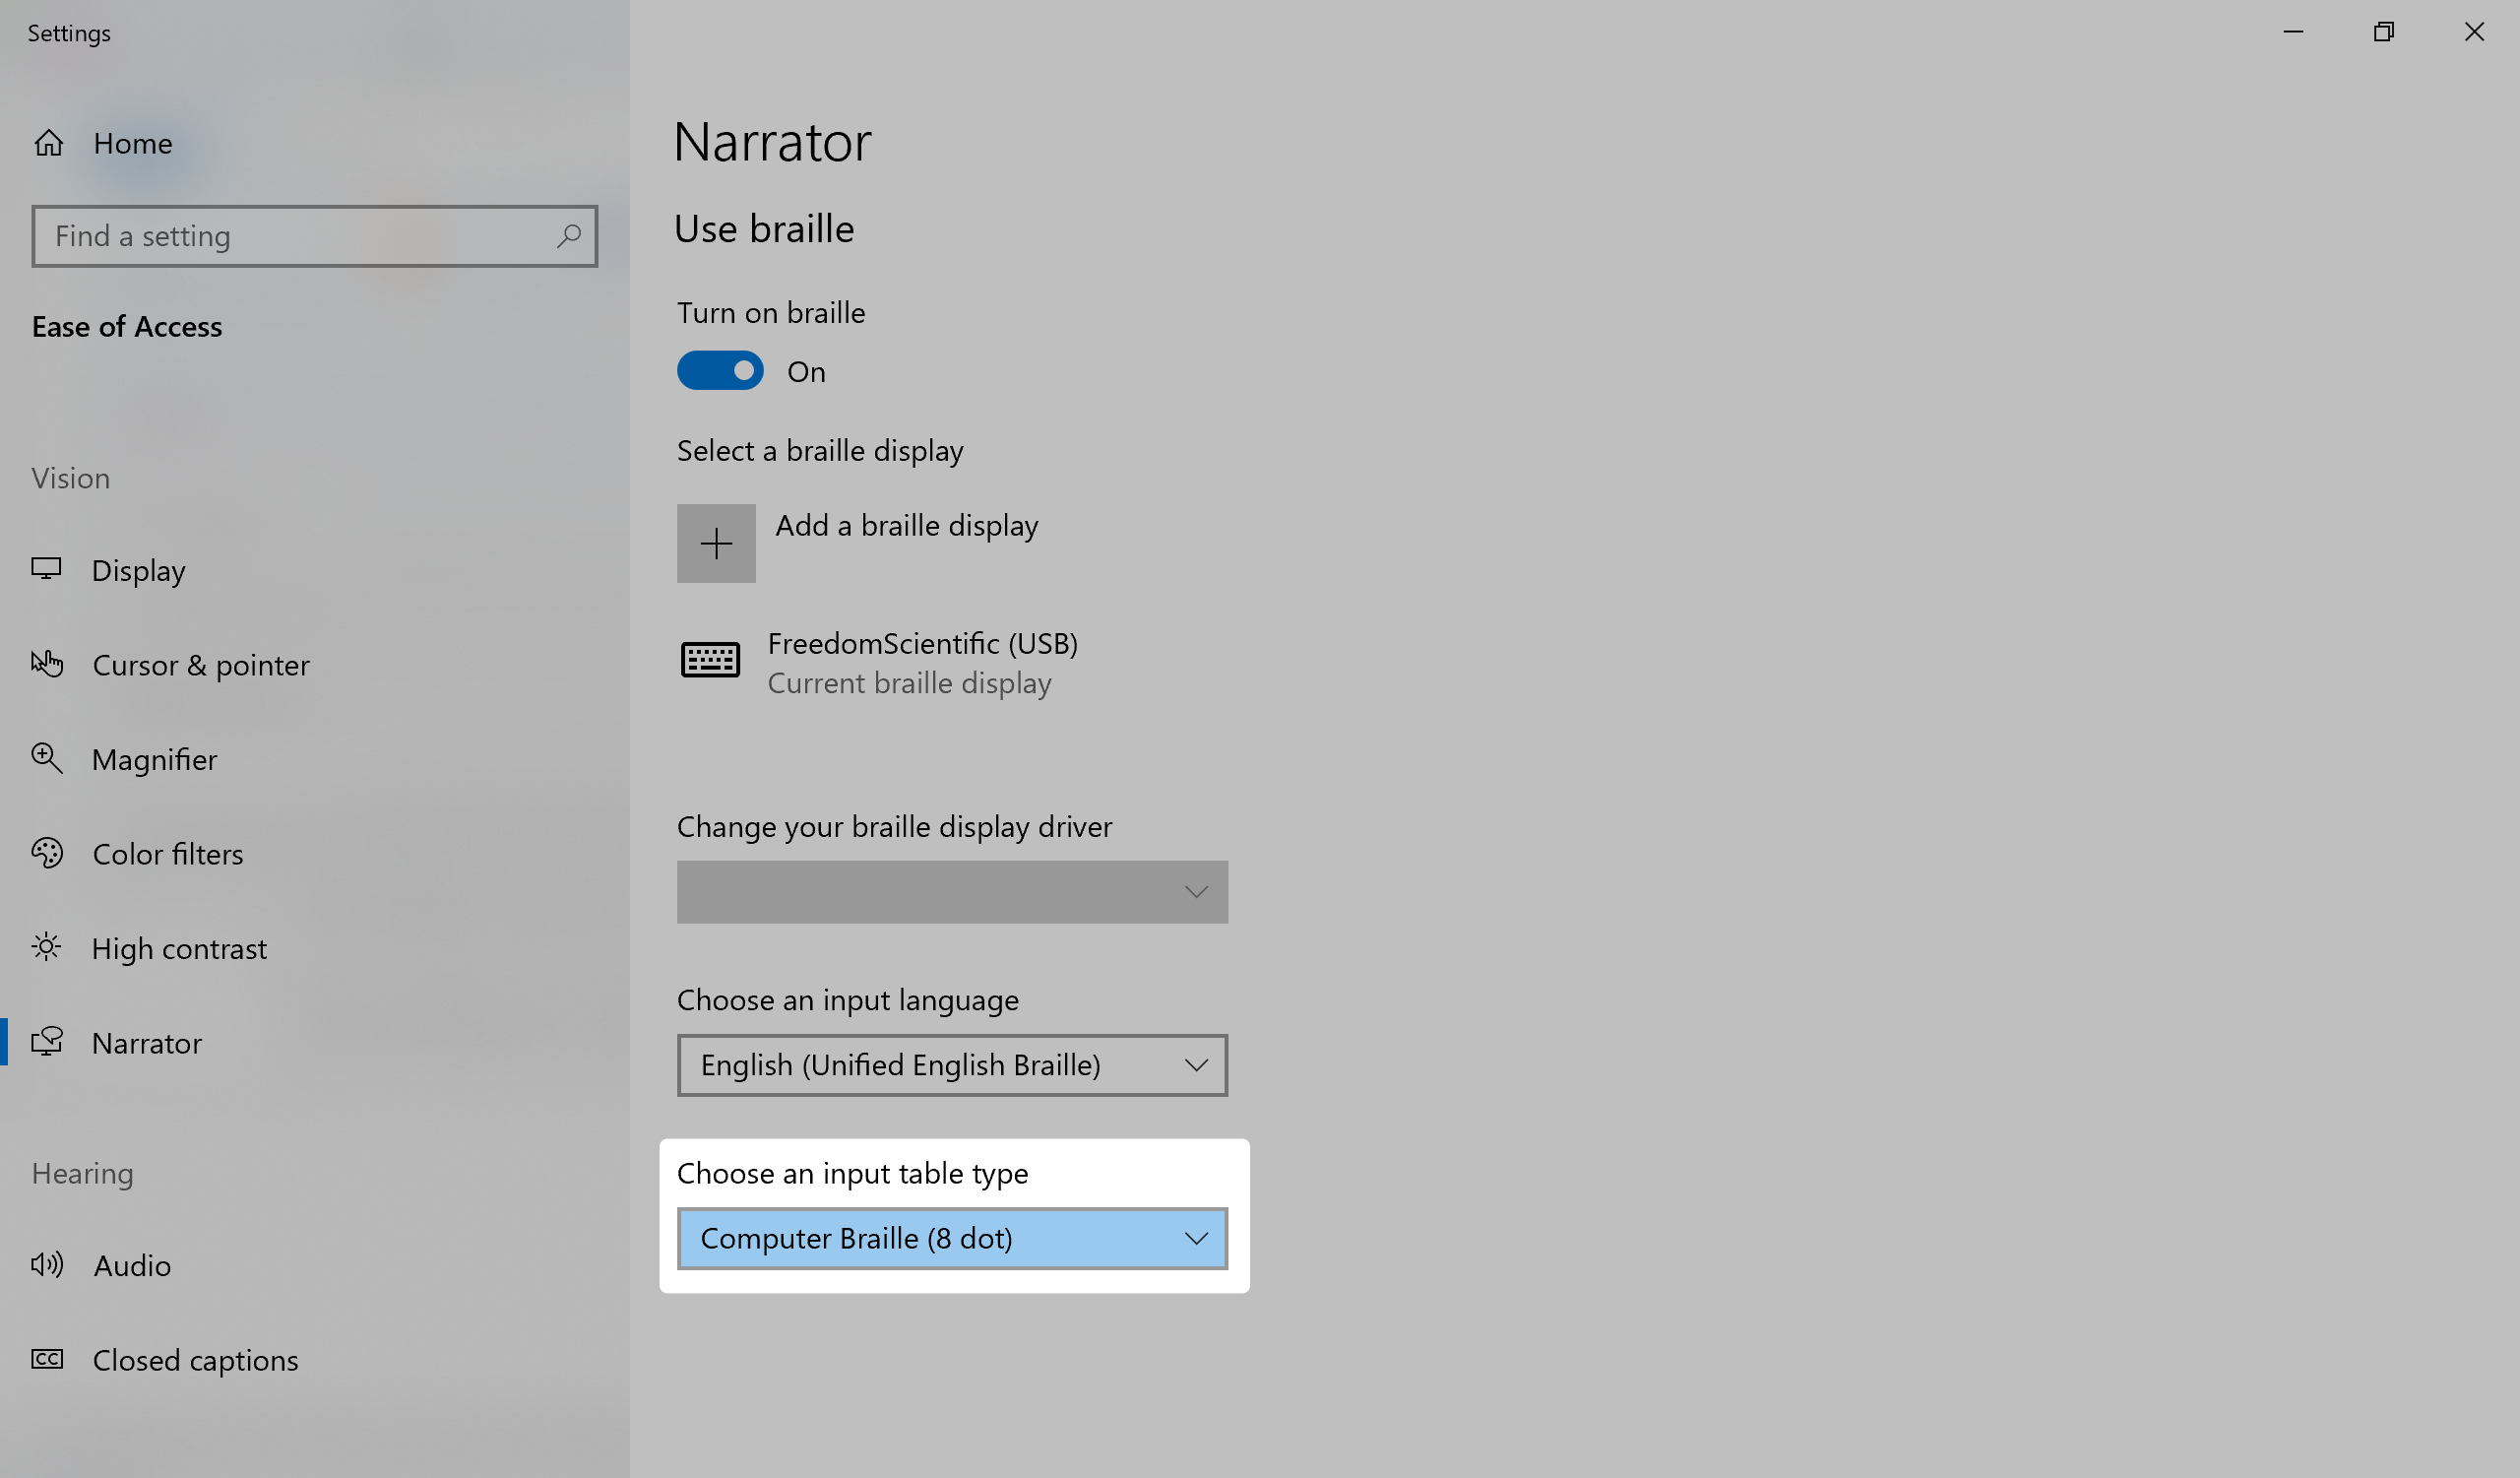 Settings
Home
Find a setting
Ease of Access
Vision
Display
Cursor & pointer
Magnifier
Color filters
High contrast
Narrator
Hearing
Audio
CC Closed captions
Narrator
Use braille
Turn on braille
On
Select a braille display
Add a braille display
FreedomScientific (USB)
Current braille display
Change your braille display driver
Choose an input language
English (Unified English Braille)
Choose an input table type
Computer Braille (8 dot)